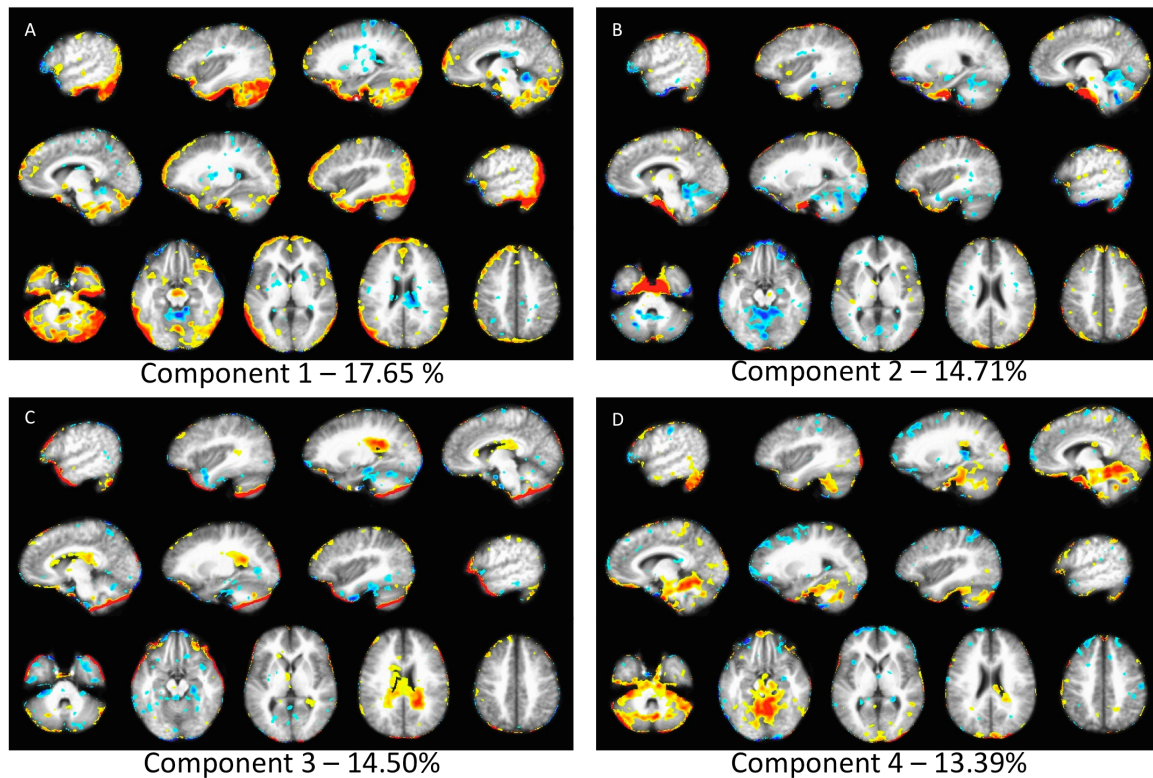 A
B
Component 1 – 17.65 %
Component 2 – 14.71%
C
D
Component 3 – 14.50%
Component 4 – 13.39%